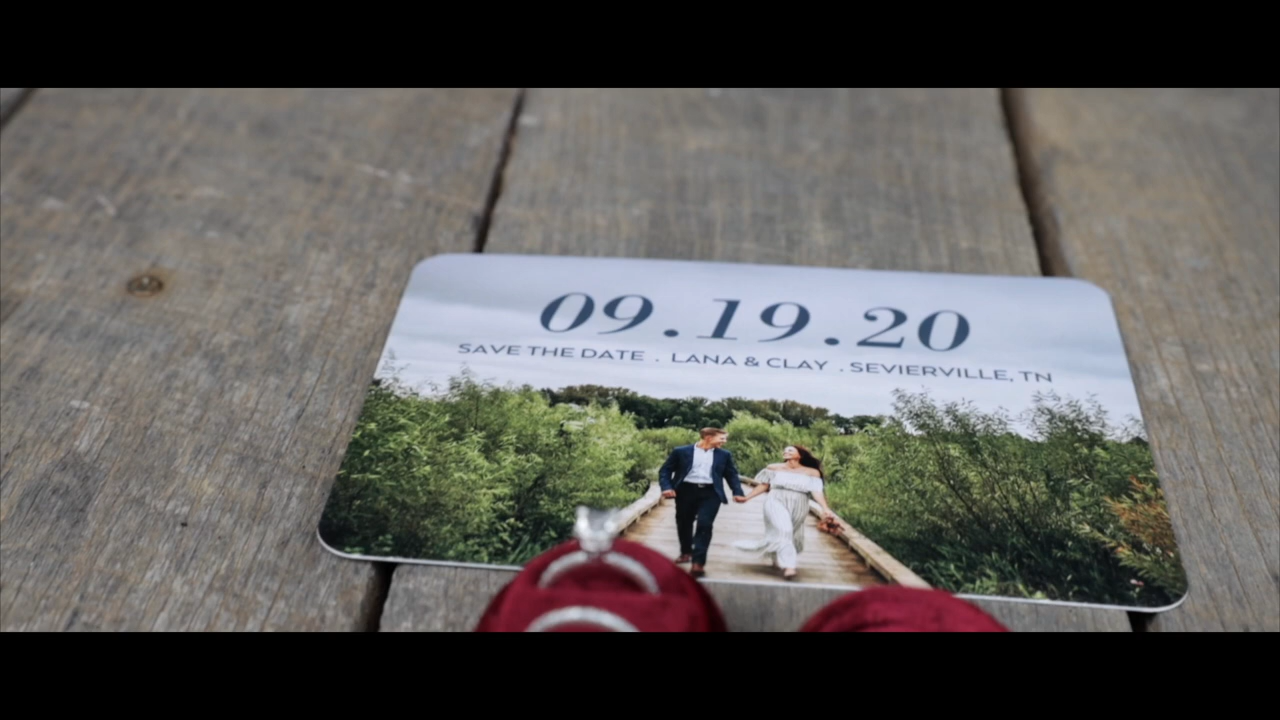 09.19.20
SAVE THE DATE . LANA & CLAY . SEVIERVILLE, TN